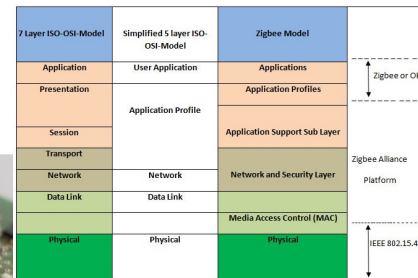 7 Layer ISO-OSI-Model
Simplified 5 layer ISO-
OSI-Model
Zigbee Model
Application
User Application
Applications
Zigbee or
Presentation
Application Profile
Application Profiles
Session
Application Support Sub Layer
Transport
Network
Network
Network and Security Layer
Zigbee Alliance
Platform
Data Link
Data Link
Media Access Control (MAC)
Physical
Physical
Physical
IEEE 802.15.4